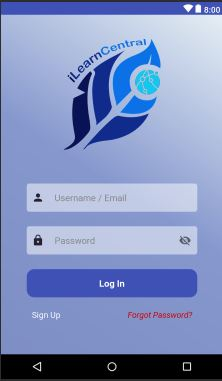 8:00
iLearnCentral
Username / Email
Password
Log In
Sign Up Forgot Password?